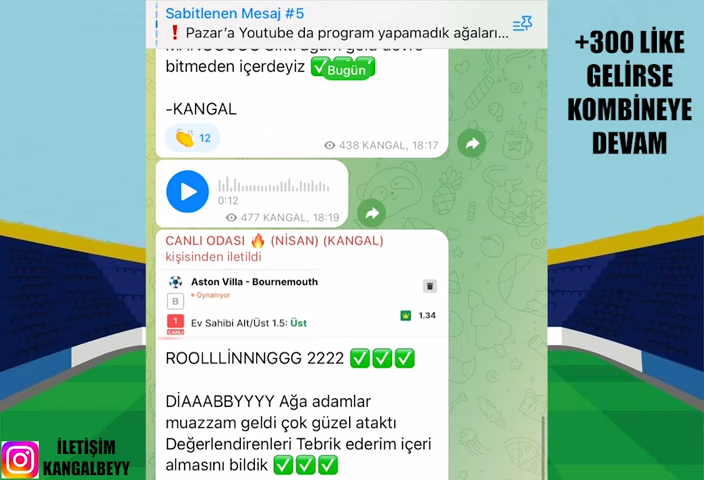 Sabitlenen Mesaj #5
❗ Pazar'a Youtube da program yapamadık ağaları...
bitmeden içerdeyiz ✅
Bugün
-KANGAL
👏 12
438 KANGAL, 18:17
0:12
477 KANGAL, 18:19
CANLI ODASI 🔥 (NİSAN) (KANGAL)
kişisinden iletildi
Aston Villa - Bournemouth
B
Oynanıyor
1
CANLI
Ev Sahibi Alt/Üst 1.5: Üst
1.34
ROOLLLİNNNGGG 2222 ✅✅✅
DİAAABBYYYY Ağa adamlar
muazzam geldi çok güzel ataktı
Değerlendirenleri Tebrik ederim içeri
almasını bildik ✅✅✅
+300 LİKE
GELİRSE
KOMBİNEYE
DEVAM
İLETİŞİM
KANGALBEYY